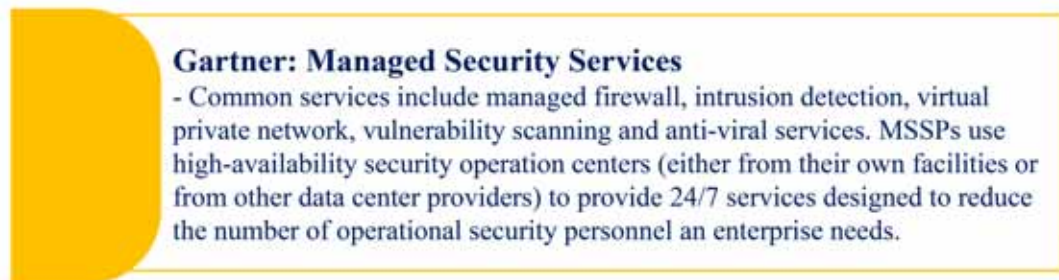 Gartner: Managed Security Services
- Common services include managed firewall, intrusion detection, virtual
private network, vulnerability scanning and anti-viral services. MSSPs use
high-availability security operation centers (either from their own facilities or
from other data center providers) to provide 24/7 services designed to reduce
the number of operational security personnel an enterprise needs.